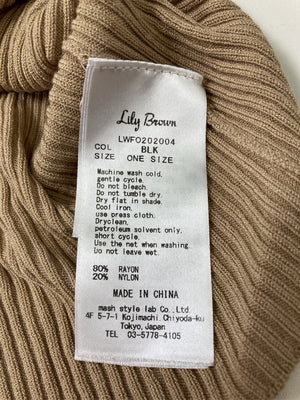 Lily Brown
LWFO202004
COL BLK
SIZE ONE SIZE
Machine wash cold.
gentle cycle.
Do not bleach.
Do not tumble dry.
Dry flat in shade.
Cool iron.
use press cloth.
Dryclean.
petroleum solvent only.
short cycle.
Use the net when washing
Do not leave wet.
80% RAYON
20% NYLON
MADE IN CHINA
mash style lab Co.,Ltd.
4F 5-7-1 Kojimachi.Chiyoda-ku
Tokyo,Japan
TEL 03-5778-4105